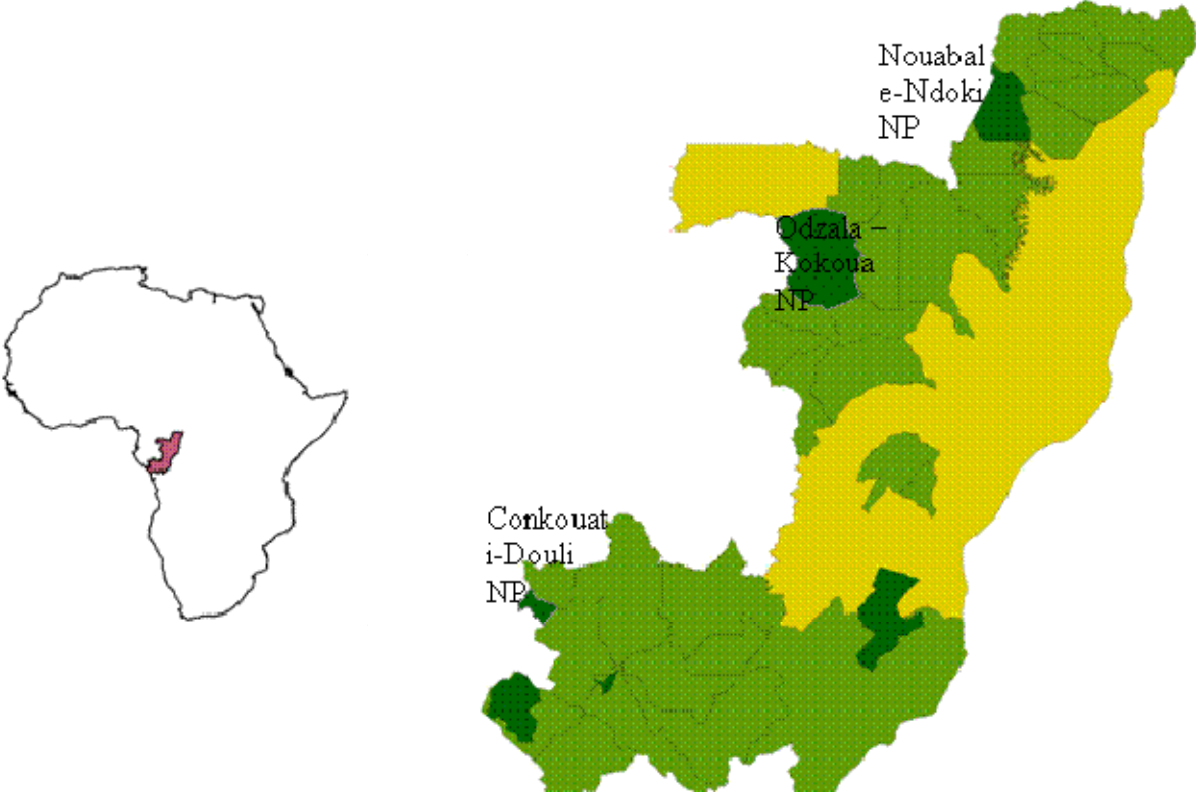 Nouabal
e-Ndoki
NP
Odzala –
Kokoua
NP
Conkouat
i-Douli
NP